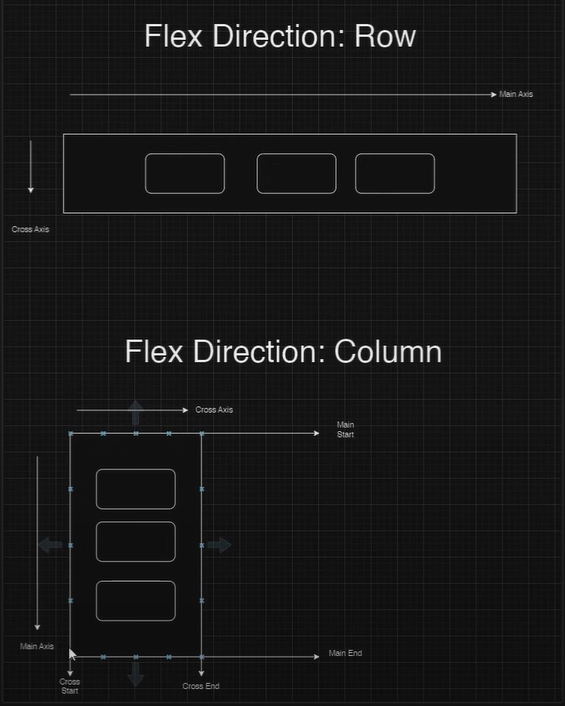 Flex Direction: Row
Main Axis
Cross Axis
Flex Direction: Column
Cross Axis
Main
Start
Main Axis
Main End
Cross
Start
Cross End